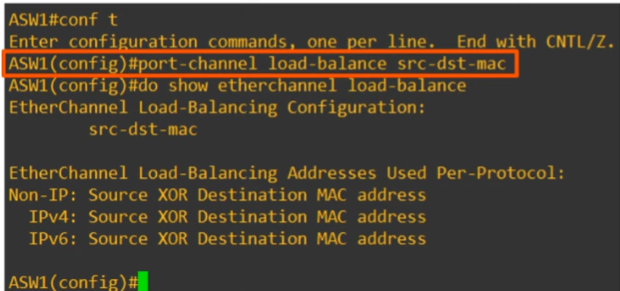 ASW1#conf t
Enter configuration commands, one per line.  End with CNTL/Z.
ASW1(config)#port-channel load-balance src-dst-mac
ASW1(config)#do show etherchannel load-balance
EtherChannel Load-Balancing Configuration:
        src-dst-mac

EtherChannel Load-Balancing Addresses Used Per-Protocol:
Non-IP: Source XOR Destination MAC address
  IPv4: Source XOR Destination MAC address
  IPv6: Source XOR Destination MAC address

ASW1(config)#